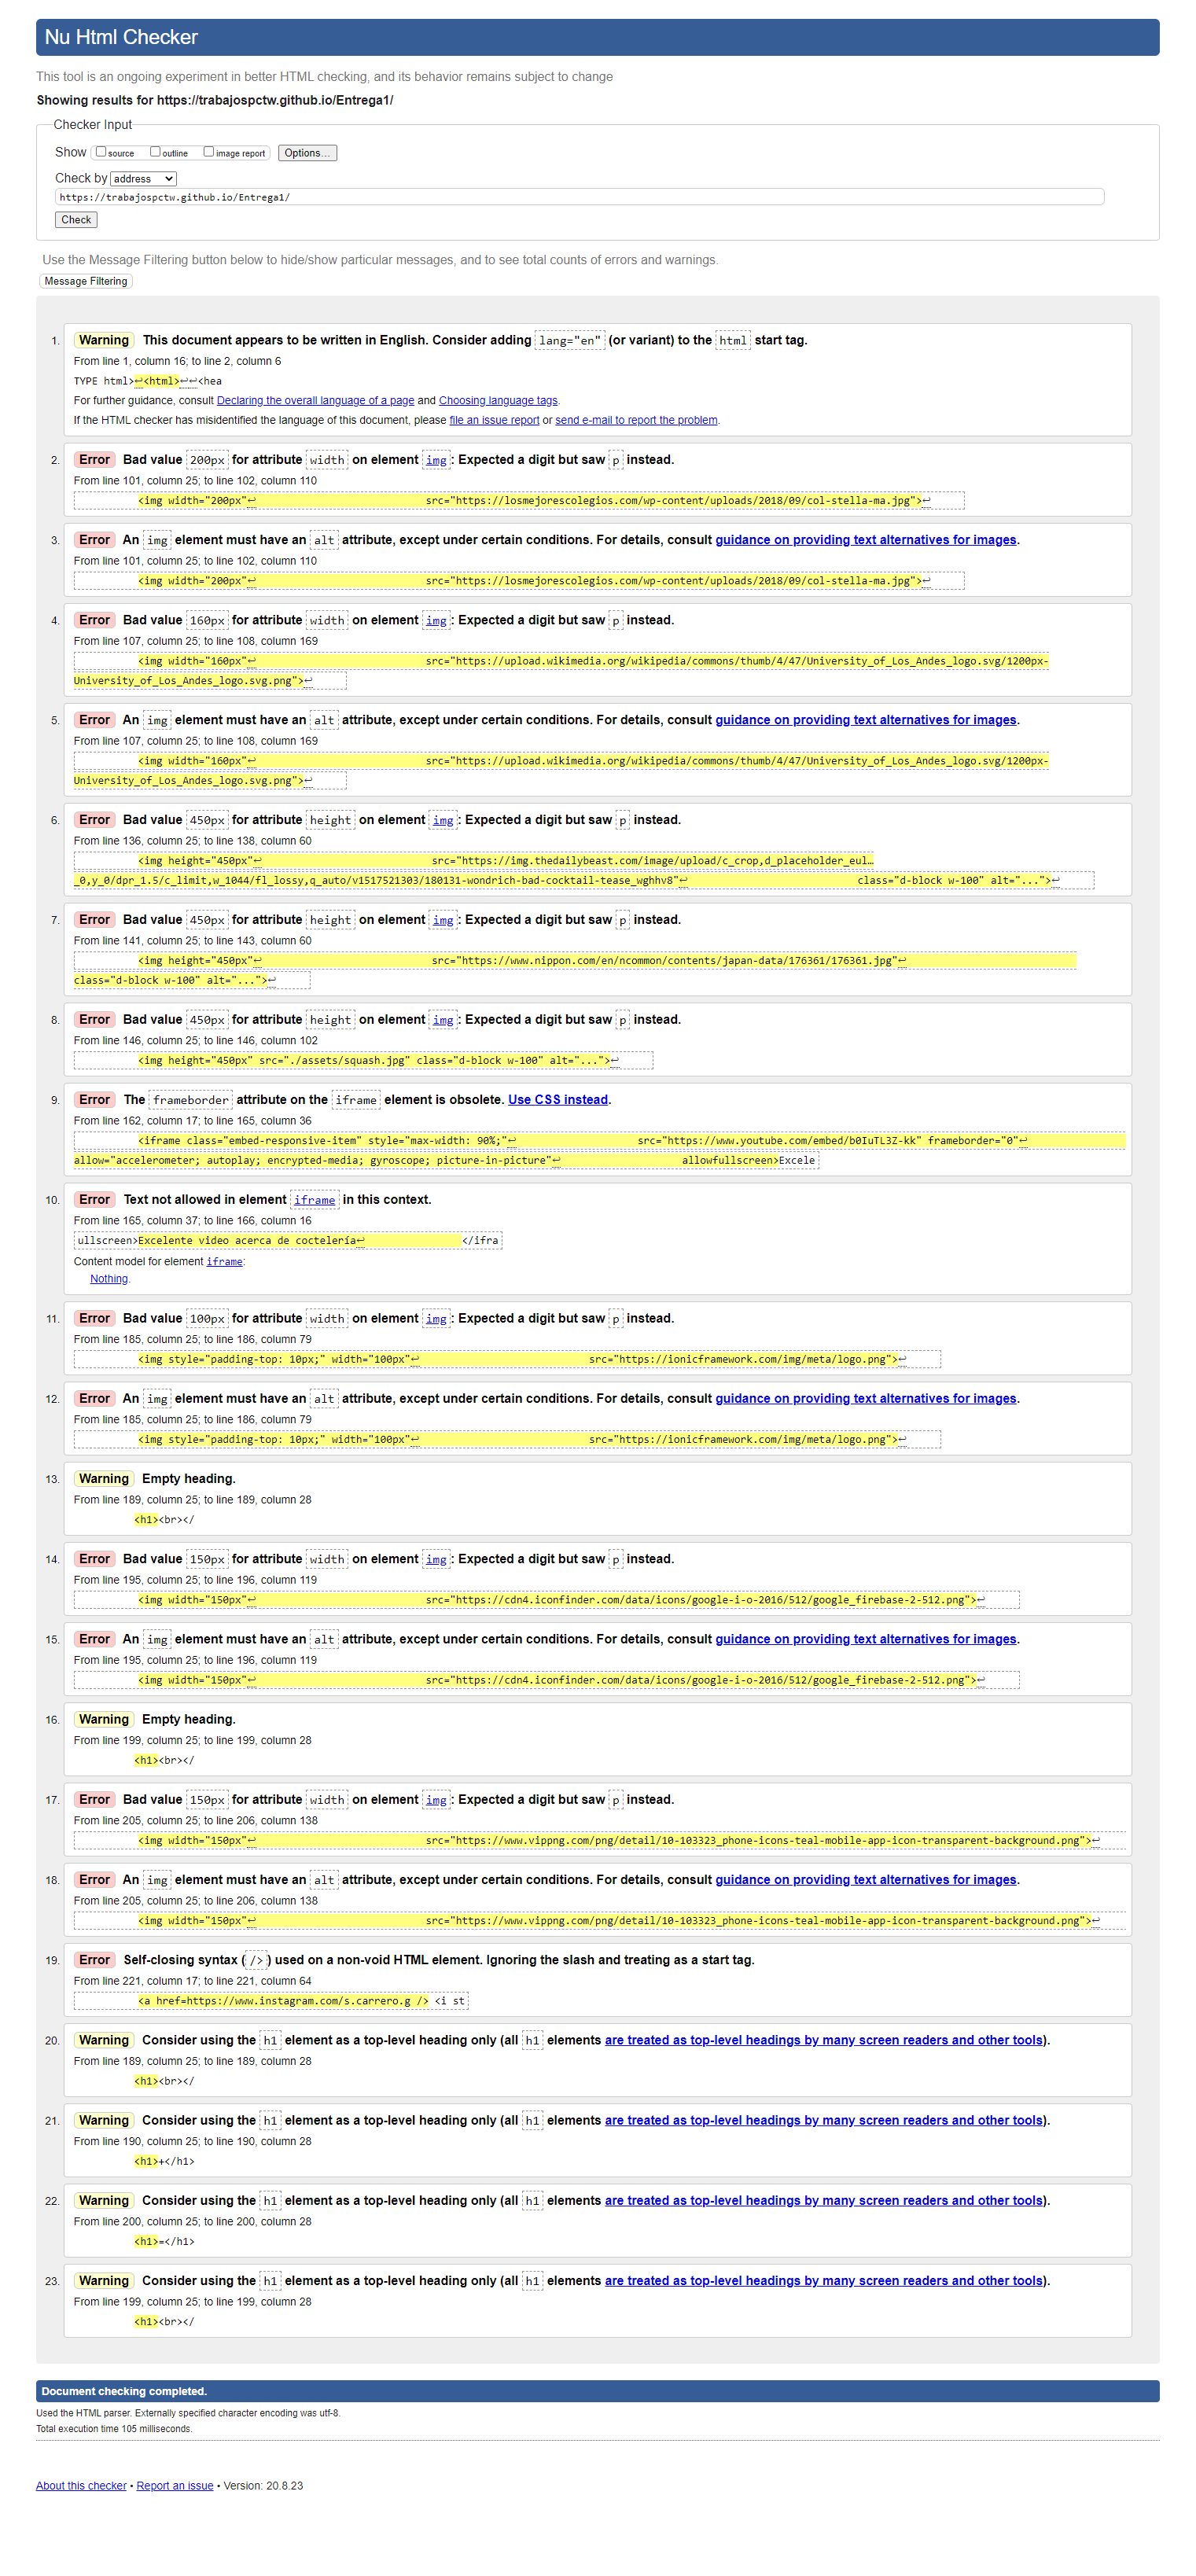 Nu Html Checker
This tool is an ongoing experiment in better HTML checking, and its behavior remains subject to change
Showing results for https://trabajospctw.github.io/Entrega1/
Checker Input
Show source outline image report Options...
Check by address
https://trabajospctw.github.io/Entrega1/
Check
Use the Message Filtering button below to hide/show particular messages, and to see total counts of errors and warnings.
Message Filtering
1. Warning This document appears to be written in English. Consider adding lang="en" (or variant) to the html start tag.
From line 1, column 16; to line 2, column 6
TYPE html>↩<html>↩↩<hea
For further guidance, consult Declaring the overall language of a page and Choosing language tags.
If the HTML checker has misidentified the language of this document, please file an issue report or send e-mail to report the problem.
2. Error Bad value 200px for attribute width on element img: Expected a digit but saw p instead.
From line 101, column 25; to line 102, column 110
<img width="200px"↩ src="https://losmejorescolegios.com/wp-content/uploads/2018/09/col-stella-ma.jpg">↩
3. Error An img element must have an alt attribute, except under certain conditions. For details, consult guidance on providing text alternatives for images.
From line 101, column 25; to line 102, column 110
<img width="200px"↩ src="https://losmejorescolegios.com/wp-content/uploads/2018/09/col-stella-ma.jpg">↩
4. Error Bad value 160px for attribute width on element img: Expected a digit but saw p instead.
From line 107, column 25; to line 108, column 169
<img width="160px"↩ src="https://upload.wikimedia.org/wikipedia/commons/thumb/4/47/University_of_Los_Andes_logo.svg/1200px-
University_of_Los_Andes_logo.svg.png">↩
5. Error An img element must have an alt attribute, except under certain conditions. For details, consult guidance on providing text alternatives for images.
From line 107, column 25; to line 108, column 169
<img width="160px"↩ src="https://upload.wikimedia.org/wikipedia/commons/thumb/4/47/University_of_Los_Andes_logo.svg/1200px-
University_of_Los_Andes_logo.svg.png">↩
6. Error Bad value 450px for attribute height on element img: Expected a digit but saw p instead.
From line 136, column 25; to line 138, column 60
<img height="450px"↩ src="https://img.thedailybeast.com/image/upload/c_crop,d_placeholder_eul…
_0,y_0/dpr_1.5/c_limit,w_1044/fl_lossy,q_auto/v1517521303/180131-wondrich-bad-cocktail-tease_wghhv8"↩ class="d-block w-100" alt="...">↩
7. Error Bad value 450px for attribute height on element img: Expected a digit but saw p instead.
From line 141, column 25; to line 143, column 60
<img height="450px"↩ src="https://www.nippon.com/en/ncommon/contents/japan-data/176361/176361.jpg"↩
class="d-block w-100" alt="...">↩
8. Error Bad value 450px for attribute height on element img: Expected a digit but saw p instead.
From line 146, column 25; to line 146, column 102
<img height="450px" src="./assets/squash.jpg" class="d-block w-100" alt="...">↩
9. Error The frameborder attribute on the iframe element is obsolete. Use CSS instead.
From line 162, column 17; to line 165, column 36
<iframe class="embed-responsive-item" style="max-width: 90%;"↩ src="https://www.youtube.com/embed/b0IuTL3Z-kk" frameborder="0"↩
allow="accelerometer; autoplay; encrypted-media; gyroscope; picture-in-picture"↩ allowfullscreen>Excele
10. Error Text not allowed in element iframe in this context.
From line 165, column 37; to line 166, column 16
ullscreen>Excelente video acerca de coctelería↩ </ifra
Content model for element iframe:
Nothing.
11. Error Bad value 100px for attribute width on element img: Expected a digit but saw p instead.
From line 185, column 25; to line 186, column 79
<img style="padding-top: 10px;" width="100px"↩ src="https://ionicframework.com/img/meta/logo.png">↩
12. Error An img element must have an alt attribute, except under certain conditions. For details, consult guidance on providing text alternatives for images.
From line 185, column 25; to line 186, column 79
<img style="padding-top: 10px;" width="100px"↩ src="https://ionicframework.com/img/meta/logo.png">↩
13. Warning Empty heading.
From line 189, column 25; to line 189, column 28
<h1><br></
14. Error Bad value 150px for attribute width on element img: Expected a digit but saw p instead.
From line 195, column 25; to line 196, column 119
<img width="150px"↩ src="https://cdn4.iconfinder.com/data/icons/google-i-o-2016/512/google_firebase-2-512.png">↩
15. Error An img element must have an alt attribute, except under certain conditions. For details, consult guidance on providing text alternatives for images.
From line 195, column 25; to line 196, column 119
<img width="150px"↩ src="https://cdn4.iconfinder.com/data/icons/google-i-o-2016/512/google_firebase-2-512.png">↩
16. Warning Empty heading.
From line 199, column 25; to line 199, column 28
<h1><br></
17. Error Bad value 150px for attribute width on element img: Expected a digit but saw p instead.
From line 205, column 25; to line 206, column 138
<img width="150px"↩ src="https://www.vippng.com/png/detail/10-103323_phone-icons-teal-mobile-app-icon-transparent-background.png">↩
18. Error An img element must have an alt attribute, except under certain conditions. For details, consult guidance on providing text alternatives for images.
From line 205, column 25; to line 206, column 138
<img width="150px"↩ src="https://www.vippng.com/png/detail/10-103323_phone-icons-teal-mobile-app-icon-transparent-background.png">↩
19. Error Self-closing syntax (/>) used on a non-void HTML element. Ignoring the slash and treating as a start tag.
From line 221, column 17; to line 221, column 64
<a href=https://www.instagram.com/s.carrero.g /> <i st
20. Warning Consider using the h1 element as a top-level heading only (all h1 elements are treated as top-level headings by many screen readers and other tools).
From line 189, column 25; to line 189, column 28
<h1><br></
21. Warning Consider using the h1 element as a top-level heading only (all h1 elements are treated as top-level headings by many screen readers and other tools).
From line 190, column 25; to line 190, column 28
<h1>+</h1>
22. Warning Consider using the h1 element as a top-level heading only (all h1 elements are treated as top-level headings by many screen readers and other tools).
From line 200, column 25; to line 200, column 28
<h1>=</h1>
23. Warning Consider using the h1 element as a top-level heading only (all h1 elements are treated as top-level headings by many screen readers and other tools).
From line 199, column 25; to line 199, column 28
<h1><br></
Document checking completed.
Used the HTML parser. Externally specified character encoding was utf-8.
Total execution time 105 milliseconds.
About this checker • Report an issue • Version: 20.8.23